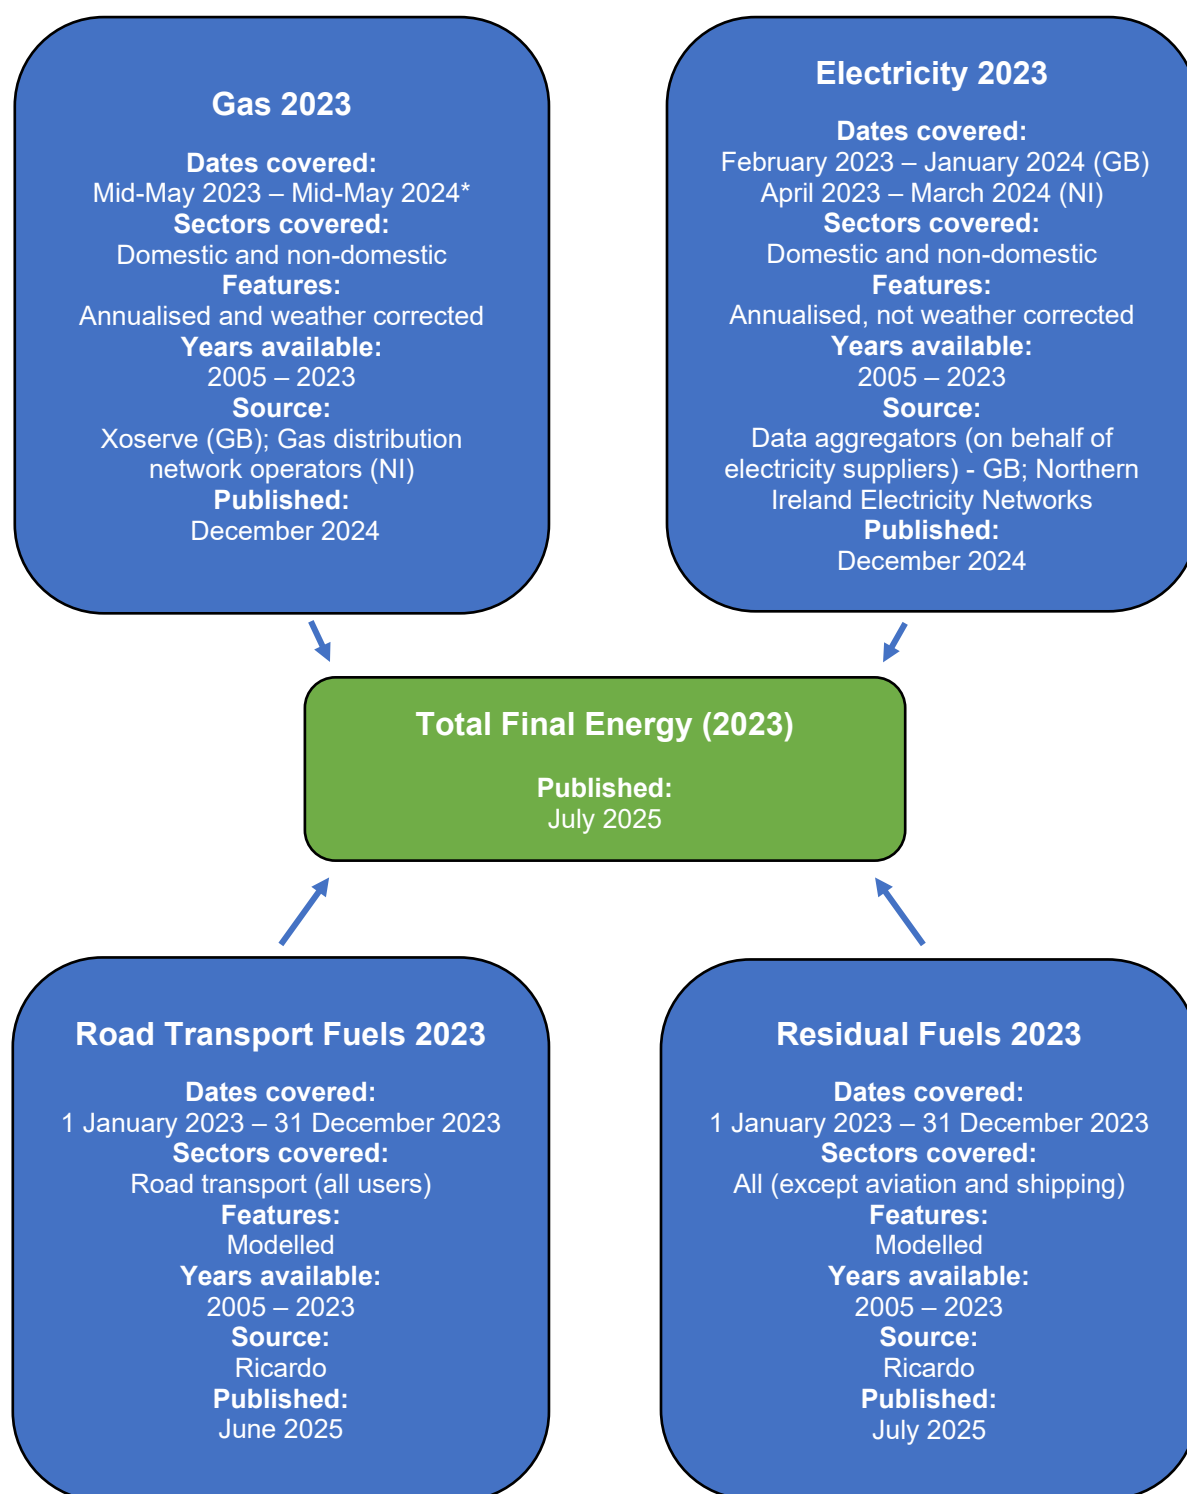 Gas 2023
Dates covered:
Mid-May 2023 – Mid-May 2024*
Sectors covered:
Domestic and non-domestic
Features:
Annualised and weather corrected
Years available:
2005 – 2023
Source:
Xoserve (GB); Gas distribution
network operators (NI)
Published:
December 2024
Electricity 2023
Dates covered:
February 2023 – January 2024 (GB)
April 2023 – March 2024 (NI)
Sectors covered:
Domestic and non-domestic
Features:
Annualised, not weather corrected
Years available:
2005 – 2023
Source:
Data aggregators (on behalf of
electricity suppliers) - GB; Northern
Ireland Electricity Networks
Published:
December 2024
Total Final Energy (2023)
Published:
July 2025
Road Transport Fuels 2023
Dates covered:
1 January 2023 – 31 December 2023
Sectors covered:
Road transport (all users)
Features:
Modelled
Years available:
2005 – 2023
Source:
Ricardo
Published:
June 2025
Residual Fuels 2023
Dates covered:
1 January 2023 – 31 December 2023
Sectors covered:
All (except aviation and shipping)
Features:
Modelled
Years available:
2005 – 2023
Source:
Ricardo
Published:
July 2025